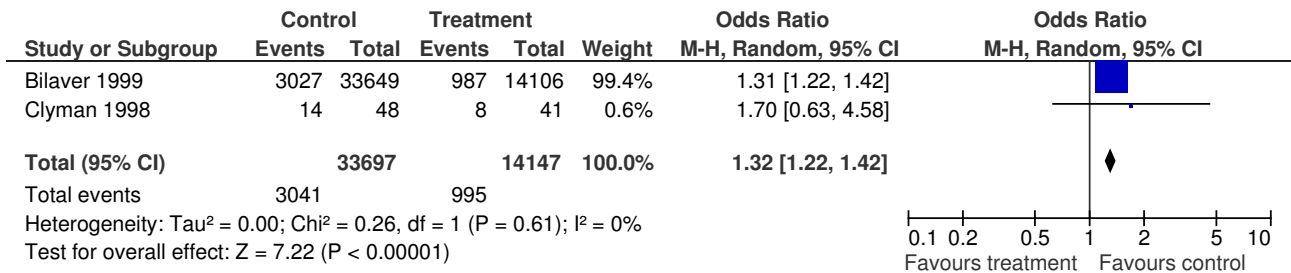 Control Treatment Odds Ratio Odds Ratio
Study or Subgroup Events Total Events Total Weight M-H, Random, 95% CI M-H, Random, 95% CI
Bilaver 1999 3027 33649 987 14106 99.4% 1.31 [1.22, 1.42]
Clyman 1998 14 48 8 41 0.6% 1.70 [0.63, 4.58]
Total (95% CI) 33697 14147 100.0% 1.32 [1.22, 1.42]
Total events 3041 995
Heterogeneity: Tau² = 0.00; Chi² = 0.26, df = 1 (P = 0.61); I² = 0%
Test for overall effect: Z = 7.22 (P < 0.00001)
0.1 0.2 0.5 1 2 5 10
Favours treatment Favours control